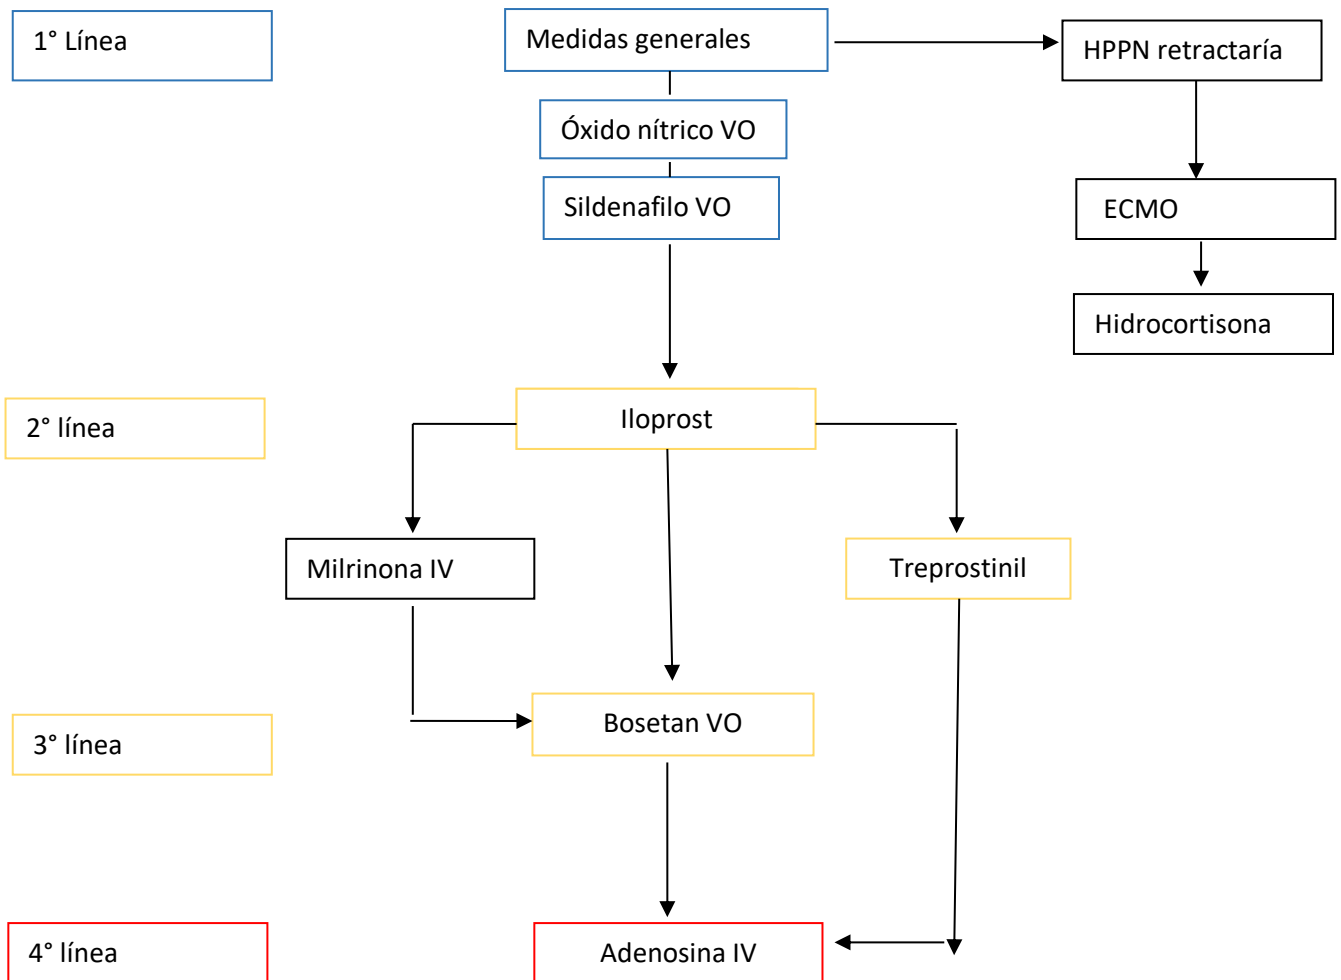 1° Línea
Medidas generales
HPPN retractaría
Óxido nítrico VO
Sildenafilo VO
ECMO
Hidrocortisona
2° línea
Iloprost
Milrinona IV
Treprostinil
3° línea
Bosetan VO
4° línea
Adenosina IV